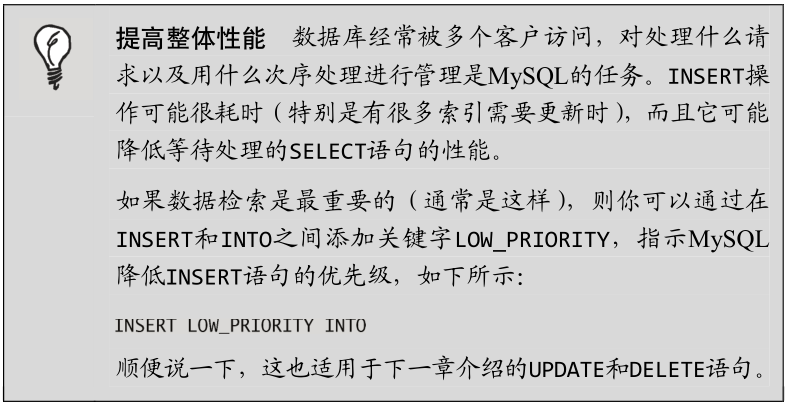 提高整体性能 数据库经常被多个客户访问，对处理什么请
求以及用什么次序处理进行管理是MySQL的任务。INSERT操
作可能很耗时（特别是有很多索引需要更新时），而且它可能
降低等待处理的SELECT语句的性能。
如果数据检索是最重要的（通常是这样），则你可以通过在
INSERT和INTO之间添加关键字LOW_PRIORITY，指示MySQL
降低INSERT语句的优先级，如下所示：
INSERT LOW_PRIORITY INTO
顺便说一下，这也适用于下一章介绍的UPDATE和DELETE语句。